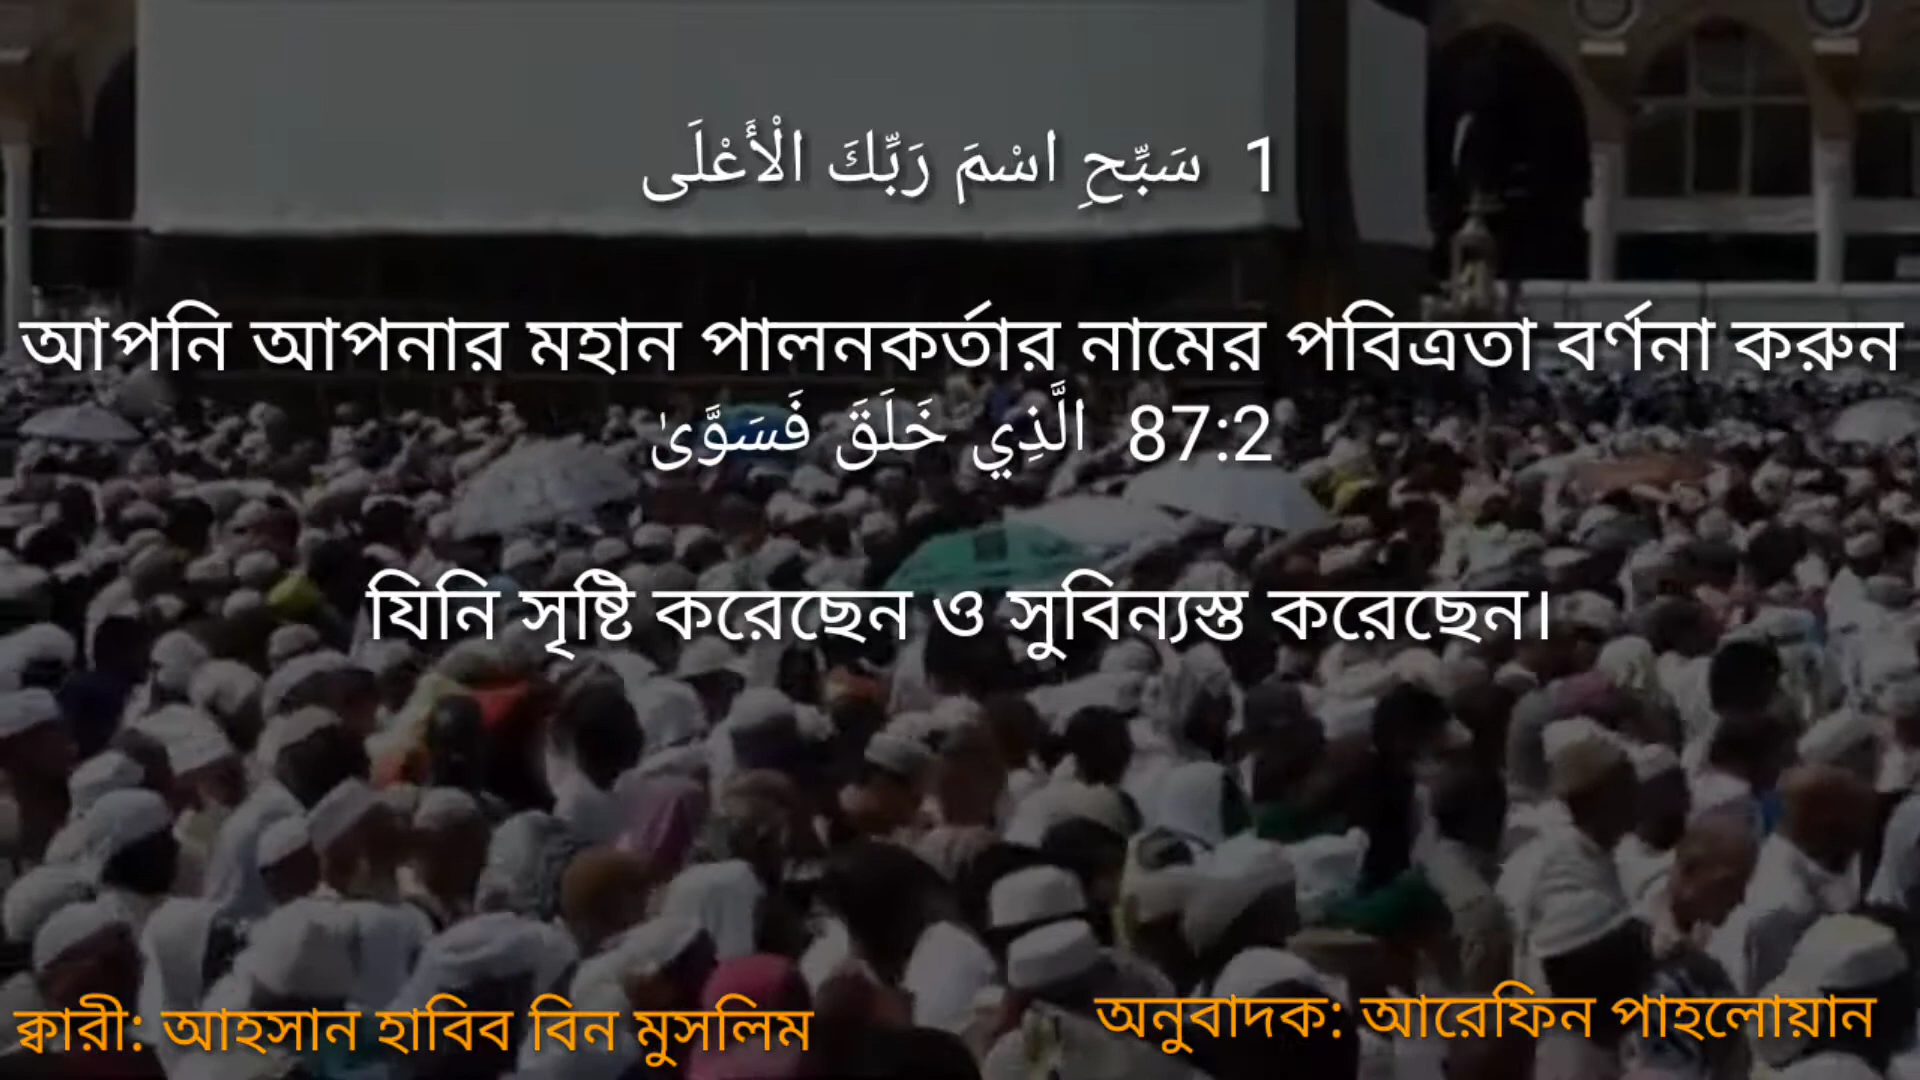 1 سَبِّحِ اسْمَ رَبِّكَ الْأَعْلَى
আপনি আপনার মহান পালনকর্তার নামের পবিত্রতা বর্ণনা করুন
87:2 الَّذِي خَلَقَ فَسَوَّىٰ
যিনি সৃষ্টি করেছেন ও সুবিন্যস্ত করেছেন।
ক্বারী: আহসান হাবিব বিন মুসলিম
অনুবাদক: আরেফিন পাহলোয়ান